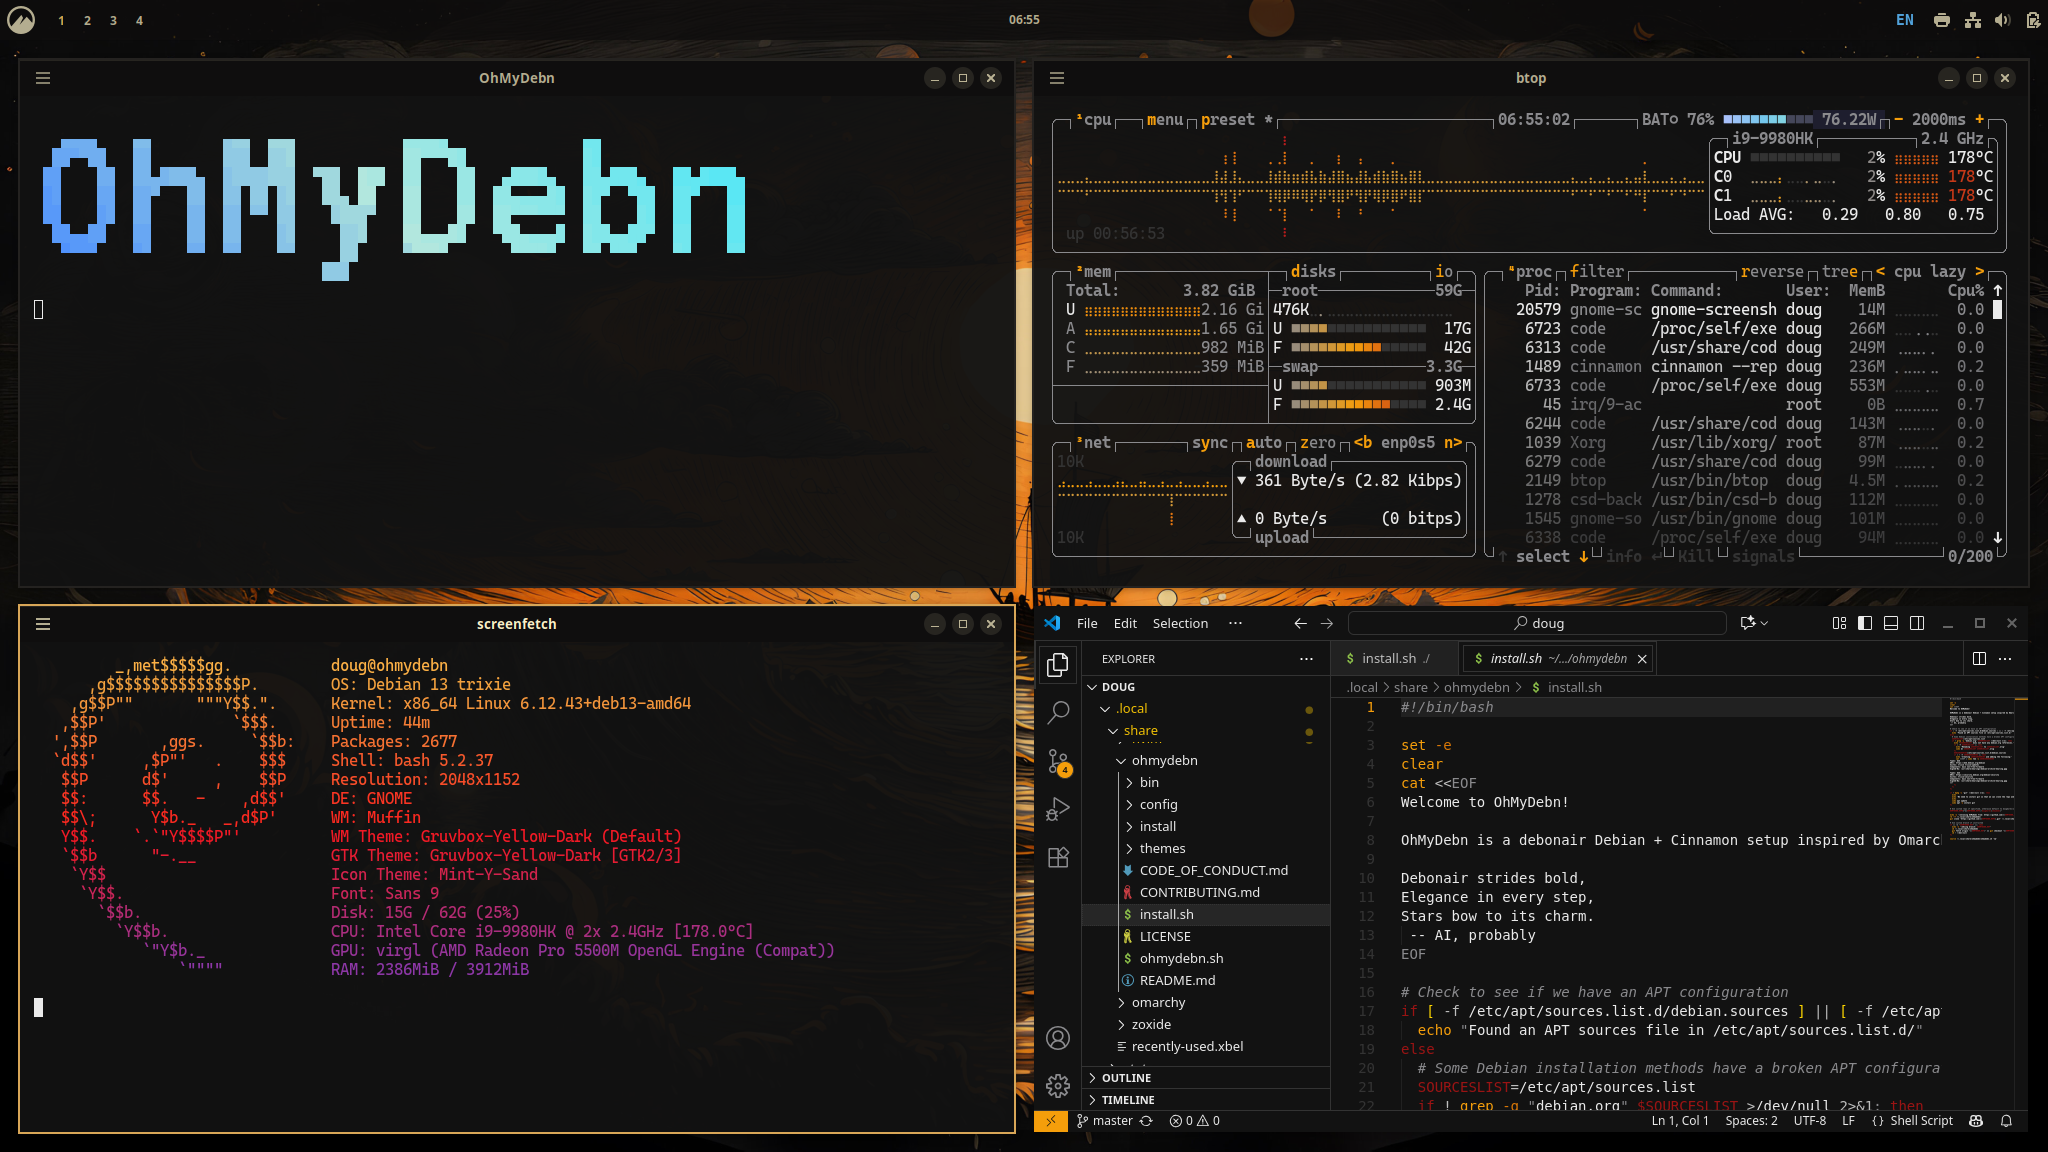 1 2 3 4
06:55
EN
OhMyDebn
OhMyDebn
btop
¹cpu menu preset * 06:55:02 BAT 76% 76.22W - 2000ms +
i9-9980HK 2.4 GHz
CPU 2% 178°C
C0 2% 178°C
C1 2% 178°C
Load AVG: 0.29 0.80 0.75
up 00:56:53
²mem
Total: 3.82 GiB
U 2.16 Gi
A 1.65 Gi
C 982 MiB
F 359 MiB
disks io
root 59G
476K
U 17G
F 42G
swap 3.3G
U 903M
F 2.4G
³net sync auto zero <b enp0s5 n>
10K
download
▼ 361 Byte/s (2.82 Kibps)
▲ 0 Byte/s (0 bitps)
upload
10K
⁴proc filter reverse tree < cpu lazy >
Pid: Program: Command: User: MemB Cpu% ↑
20579 gnome-sc gnome-screensh doug 14M 0.0
6723 code /proc/self/exe doug 266M 0.0
6313 code /usr/share/cod doug 249M 0.0
1489 cinnamon cinnamon --rep doug 236M 0.2
6733 code /proc/self/exe doug 553M 0.0
45 irq/9-ac root 0B 0.7
6244 code /usr/share/cod doug 143M 0.0
1039 Xorg /usr/lib/xorg/ root 87M 0.2
6279 code /usr/share/cod doug 99M 0.0
2149 btop /usr/bin/btop doug 4.5M 0.2
1278 csd-back /usr/bin/csd-b doug 112M 0.0
1545 gnome-so /usr/bin/gnome doug 101M 0.0
6338 code /proc/self/exe doug 94M 0.0 ↓
↑ select ↓ info ↵ Kill signals 0/200
screenfetch
_,met$$$$$gg.
,g$$$$$$$$$$$$$$$P.
,g$$P"" """Y$$.".
,$$P' `$$$.
',$$P ,ggs. `$$b:
`d$$' ,$P"' . $$$
$$P d$' , $$P
$$: $$. - ,d$$'
$$\; Y$b._ _,d$P'
Y$$. `.`"Y$$$$P"'
`$$b "-.__
`Y$$
`Y$$.
`$$b.
`Y$$b.
`"Y$b._
`""""
doug@ohmydebn
OS: Debian 13 trixie
Kernel: x86_64 Linux 6.12.43+deb13-amd64
Uptime: 44m
Packages: 2677
Shell: bash 5.2.37
Resolution: 2048x1152
DE: GNOME
WM: Muffin
WM Theme: Gruvbox-Yellow-Dark (Default)
GTK Theme: Gruvbox-Yellow-Dark [GTK2/3]
Icon Theme: Mint-Y-Sand
Font: Sans 9
Disk: 15G / 62G (25%)
CPU: Intel Core i9-9980HK @ 2x 2.4GHz [178.0°C]
GPU: virgl (AMD Radeon Pro 5500M OpenGL Engine (Compat))
RAM: 2386MiB / 3912MiB
File Edit Selection ··· ← → doug
EXPLORER ···
DOUG
.local
share
ohmydebn
bin
config
install
themes
CODE_OF_CONDUCT.md
CONTRIBUTING.md
$ install.sh
LICENSE
$ ohmydebn.sh
README.md
omarchy
zoxide
recently-used.xbel
OUTLINE
TIMELINE
4
$ install.sh ./
$ install.sh ~/.../ohmydebn
.local > share > ohmydebn > $ install.sh
1 #!/bin/bash
2
3 set -e
4 clear
5 cat <<EOF
6 Welcome to OhMyDebn!
7
8 OhMyDebn is a debonair Debian + Cinnamon setup inspired by Omarc
9
10 Debonair strides bold,
11 Elegance in every step,
12 Stars bow to its charm.
13 -- AI, probably
14 EOF
15
16 # Check to see if we have an APT configuration
17 if [ -f /etc/apt/sources.list.d/debian.sources ] || [ -f /etc/ap
18 echo "Found an APT sources file in /etc/apt/sources.list.d/"
19 else
20 # Some Debian installation methods have a broken APT configura
21 SOURCESLIST=/etc/apt/sources.list
22 if ! grep -q "debian.org" $SOURCESLIST >/dev/null 2>&1; then
master 0 0
Ln 1, Col 1 Spaces: 2 UTF-8 LF {} Shell Script